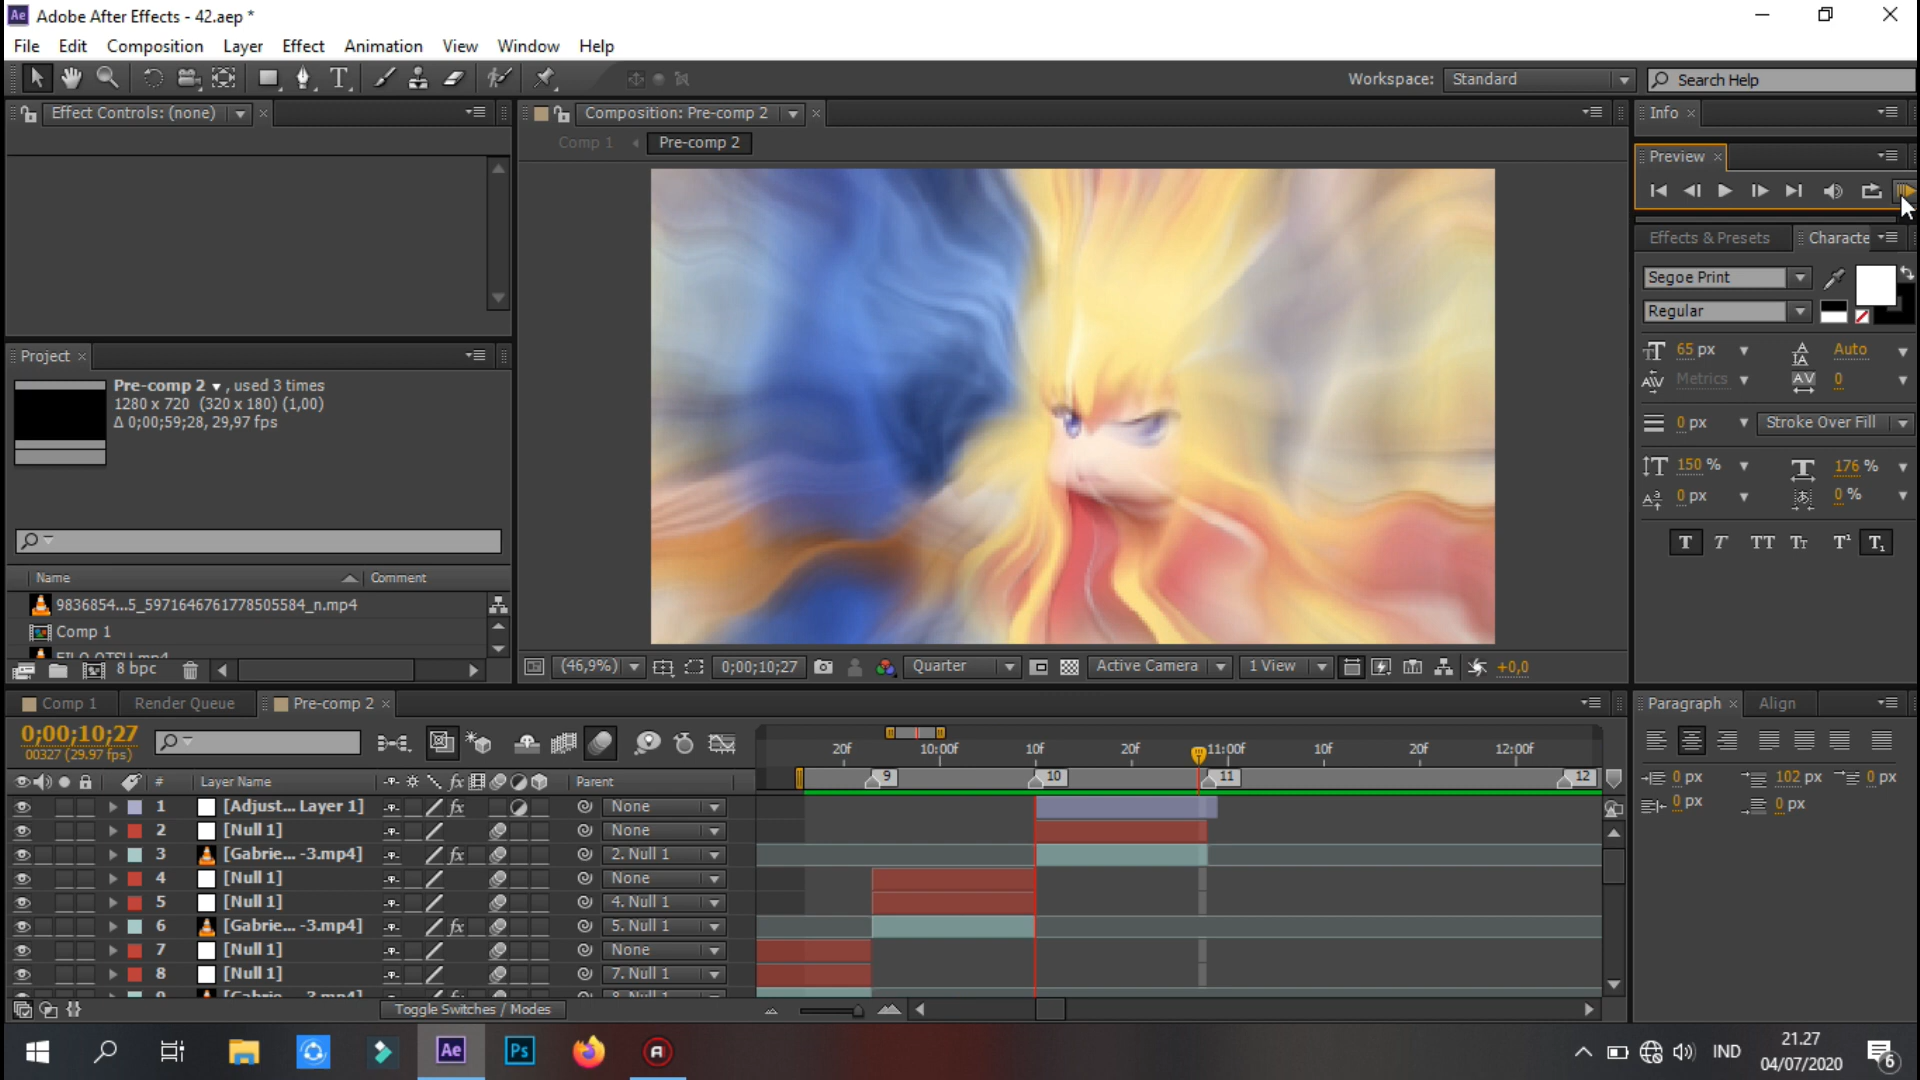 Ae Adobe After Effects - 42.aep *
File Edit Composition Layer Effect Animation View Window Help
Workspace: Standard Search Help
Effect Controls: (none)
Composition: Pre-comp 2
Info
Comp 1 Pre-comp 2
Preview
Effects & Presets Characte
Segoe Print
Regular
65 px Auto
Metrics 0
0 px Stroke Over Fill
150 % 176 %
0 px 0 %
T T TT Tт T¹ T₁
Project
Pre-comp 2 , used 3 times
1280 x 720 (320 x 180) (1,00)
Δ 0;00;59;28, 29,97 fps
Name Comment
9836854...5_5971646761778505584_n.mp4
Comp 1
8 bpc
(46,9%) 0;00;10;27 Quarter Active Camera 1 View +0,0
Comp 1 Render Queue Pre-comp 2
0;00;10;27
00327 (29.97 fps)
20f 10:00f 10f 20f 11:00f 10f 20f 12:00f
# Layer Name Parent
9 10 11 12
1 [Adjust... Layer 1] None
2 [Null 1] None
3 [Gabrie... -3.mp4] 2. Null 1
4 [Null 1] None
5 [Null 1] 4. Null 1
6 [Gabrie... -3.mp4] 5. Null 1
7 [Null 1] None
8 [Null 1] 7. Null 1
Toggle Switches / Modes
Paragraph Align
0 px 102 px 0 px
0 px 0 px
Ae Ps
IND
21.27
04/07/2020
6